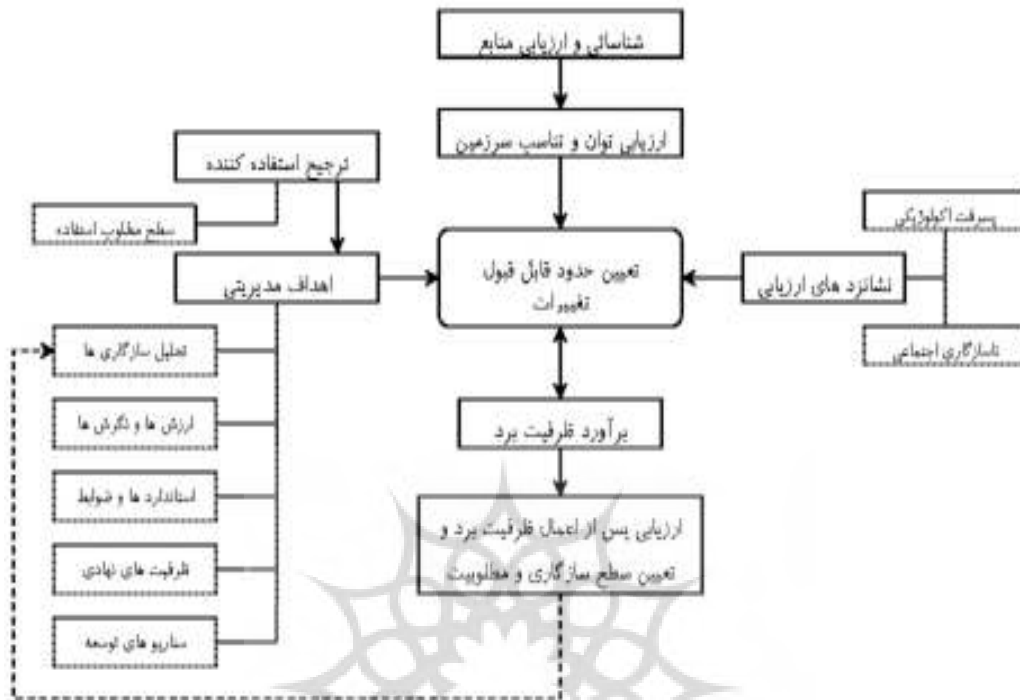 شناسائی و ارزیابی منابع
ارزیابی توان و تناسب سرزمین
ترجیح استفاده کننده
سطح مطلوب استفاده
پسرفت اکولوژیکی
تعیین حدود قابل قبول
تغییرات
اهداف مدیریتی
نشانزد های ارزیابی
ناسازگاری اجتماعی
تحلیل سازگاری ها
ارزش ها و نگرش ها
برآورد ظرفیت برد
استاندارد ها و ضوابط
ارزیابی پس از اعمال ظرفیت برد و
تعیین سطح سازگاری و مطلوبیت
ظرفیت های نهادی
سناریو های توسعه